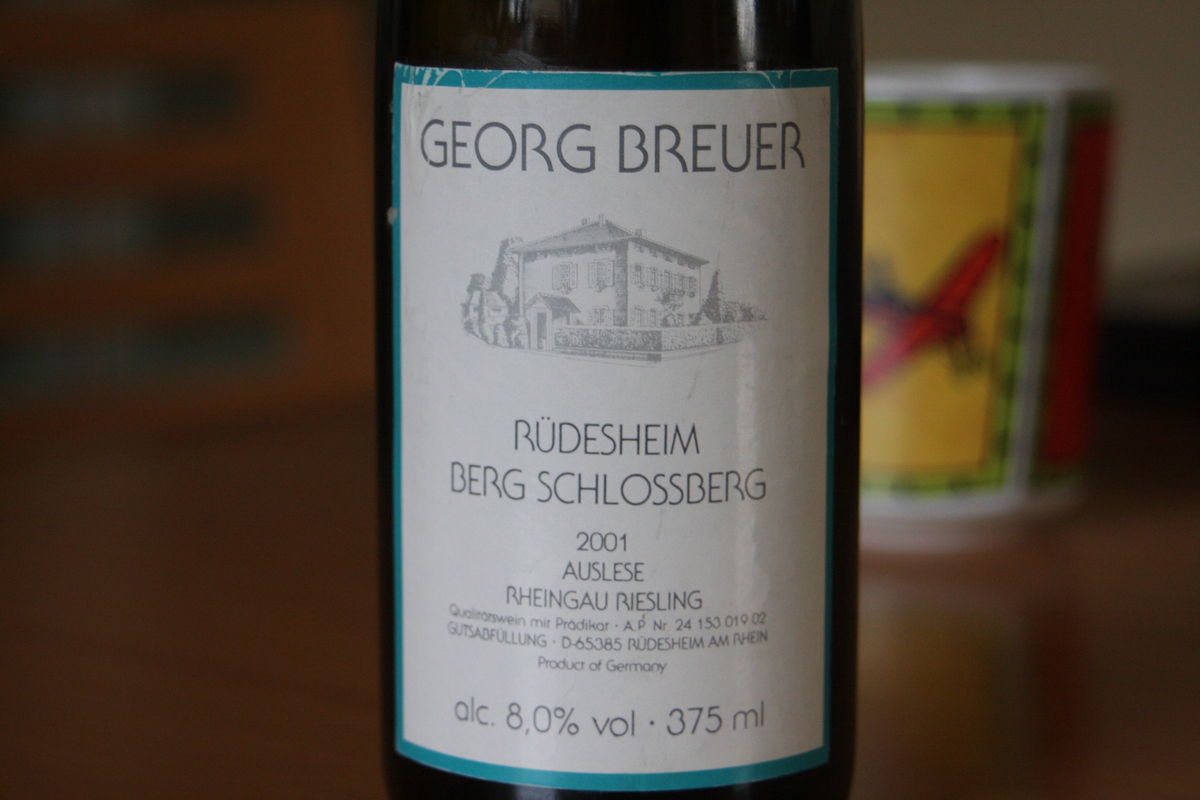 GEORG BREUER
RÜDESHEIM
BERG SCHLOSSBERG
2001
AUSLESE
RHEINGAU RIESLING
Qualitätswein mit Prädikat · A.P. Nr. 24 153 019 02
GUTSABFÜLLUNG · D-65385 RÜDESHEIM AM RHEIN
Product of Germany
alc. 8,0% vol · 375 ml